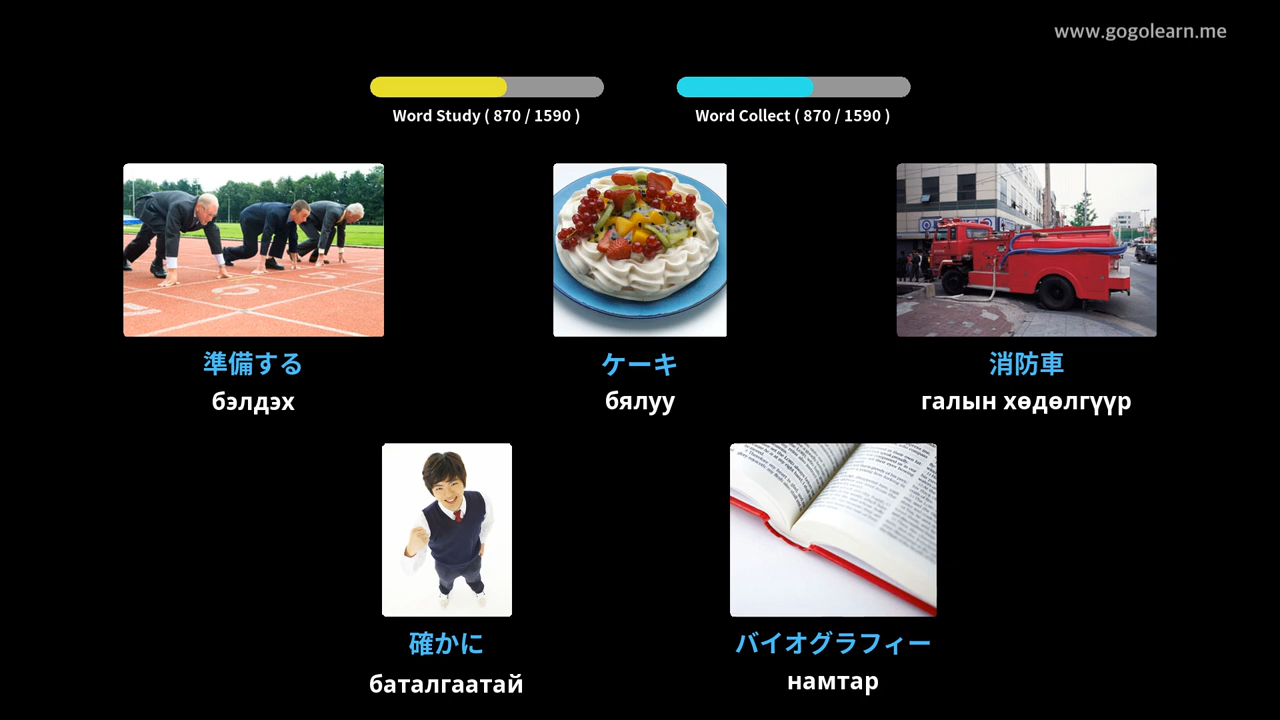 www.gogolearn.me
Word Study ( 870 / 1590 )
Word Collect ( 870 / 1590 )
準備する
ケーキ
消防車
бэлдэх
бялуу
галын хөдөлгүүр
確かに
バイオグラフィー
баталгаатай
намтар